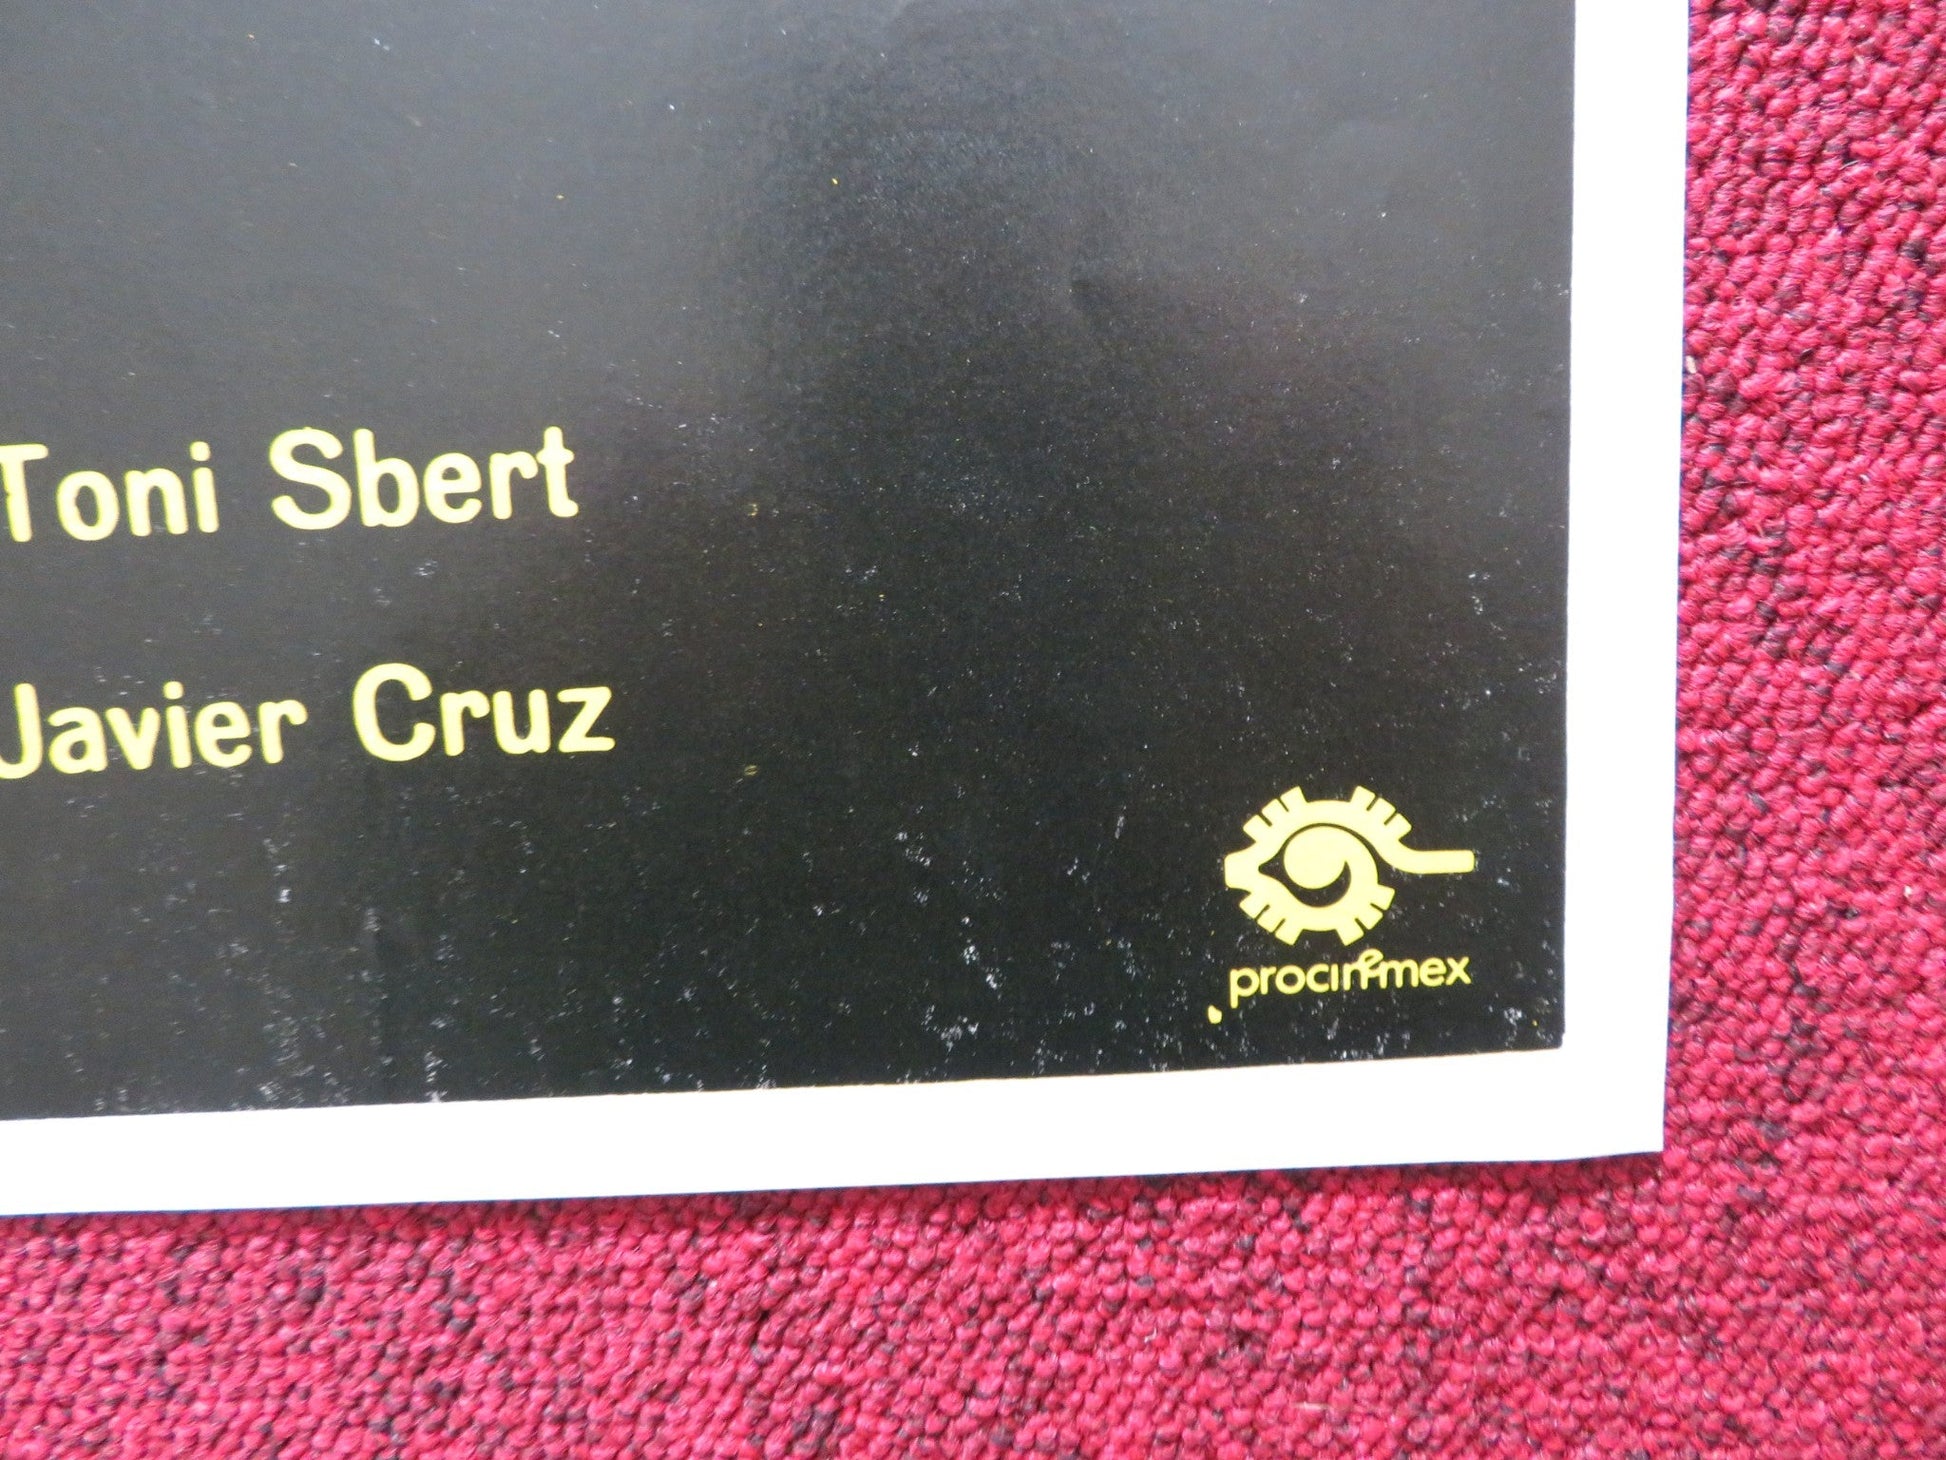 Toni Sbert
Javier Cruz
procinemex